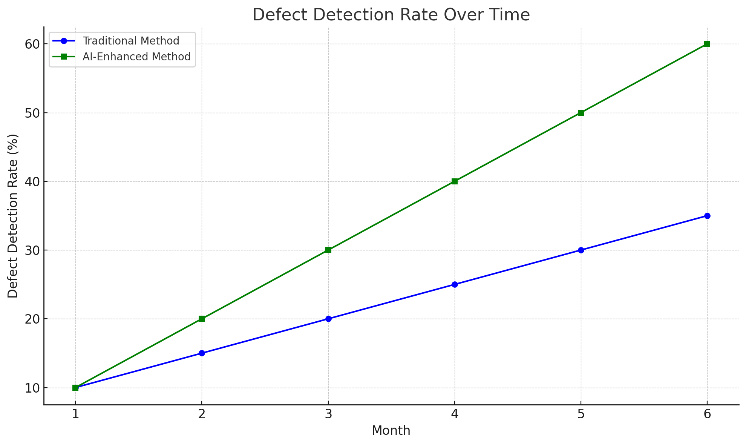 Defect Detection Rate Over Time
Traditional Method
AI-Enhanced Method
Defect Detection Rate (%)
60
50
40
30
20
10
1 2 3 4 5 6
Month